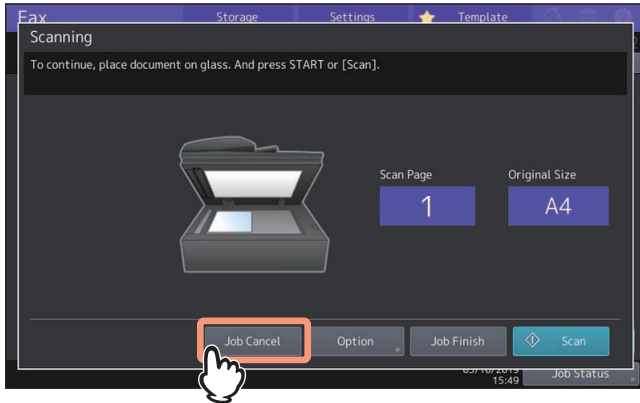 Fax Storage Settings Template
Scanning
To continue, place document on glass. And press START or [Scan].
Scan Page Original Size
1 A4
Job Cancel Option Job Finish Scan
15:49 Job Status